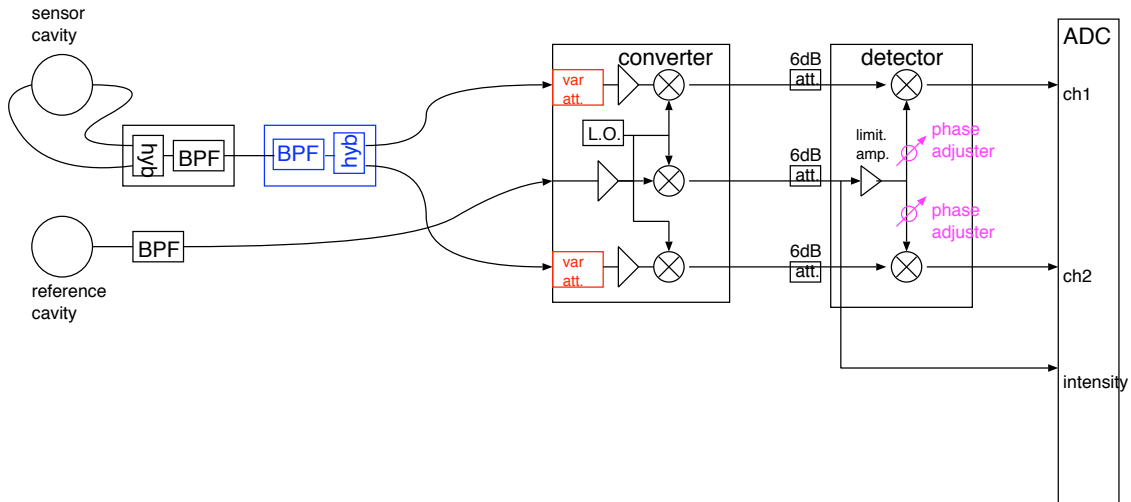 sensor
cavity
hyb
BPF
BPF
hyb
reference
cavity
BPF
converter
var
att.
L.O.
var
att.
6dB
att.
6dB
att.
6dB
att.
detector
limit.
amp.
phase
adjuster
phase
adjuster
ADC
ch1
ch2
intensity